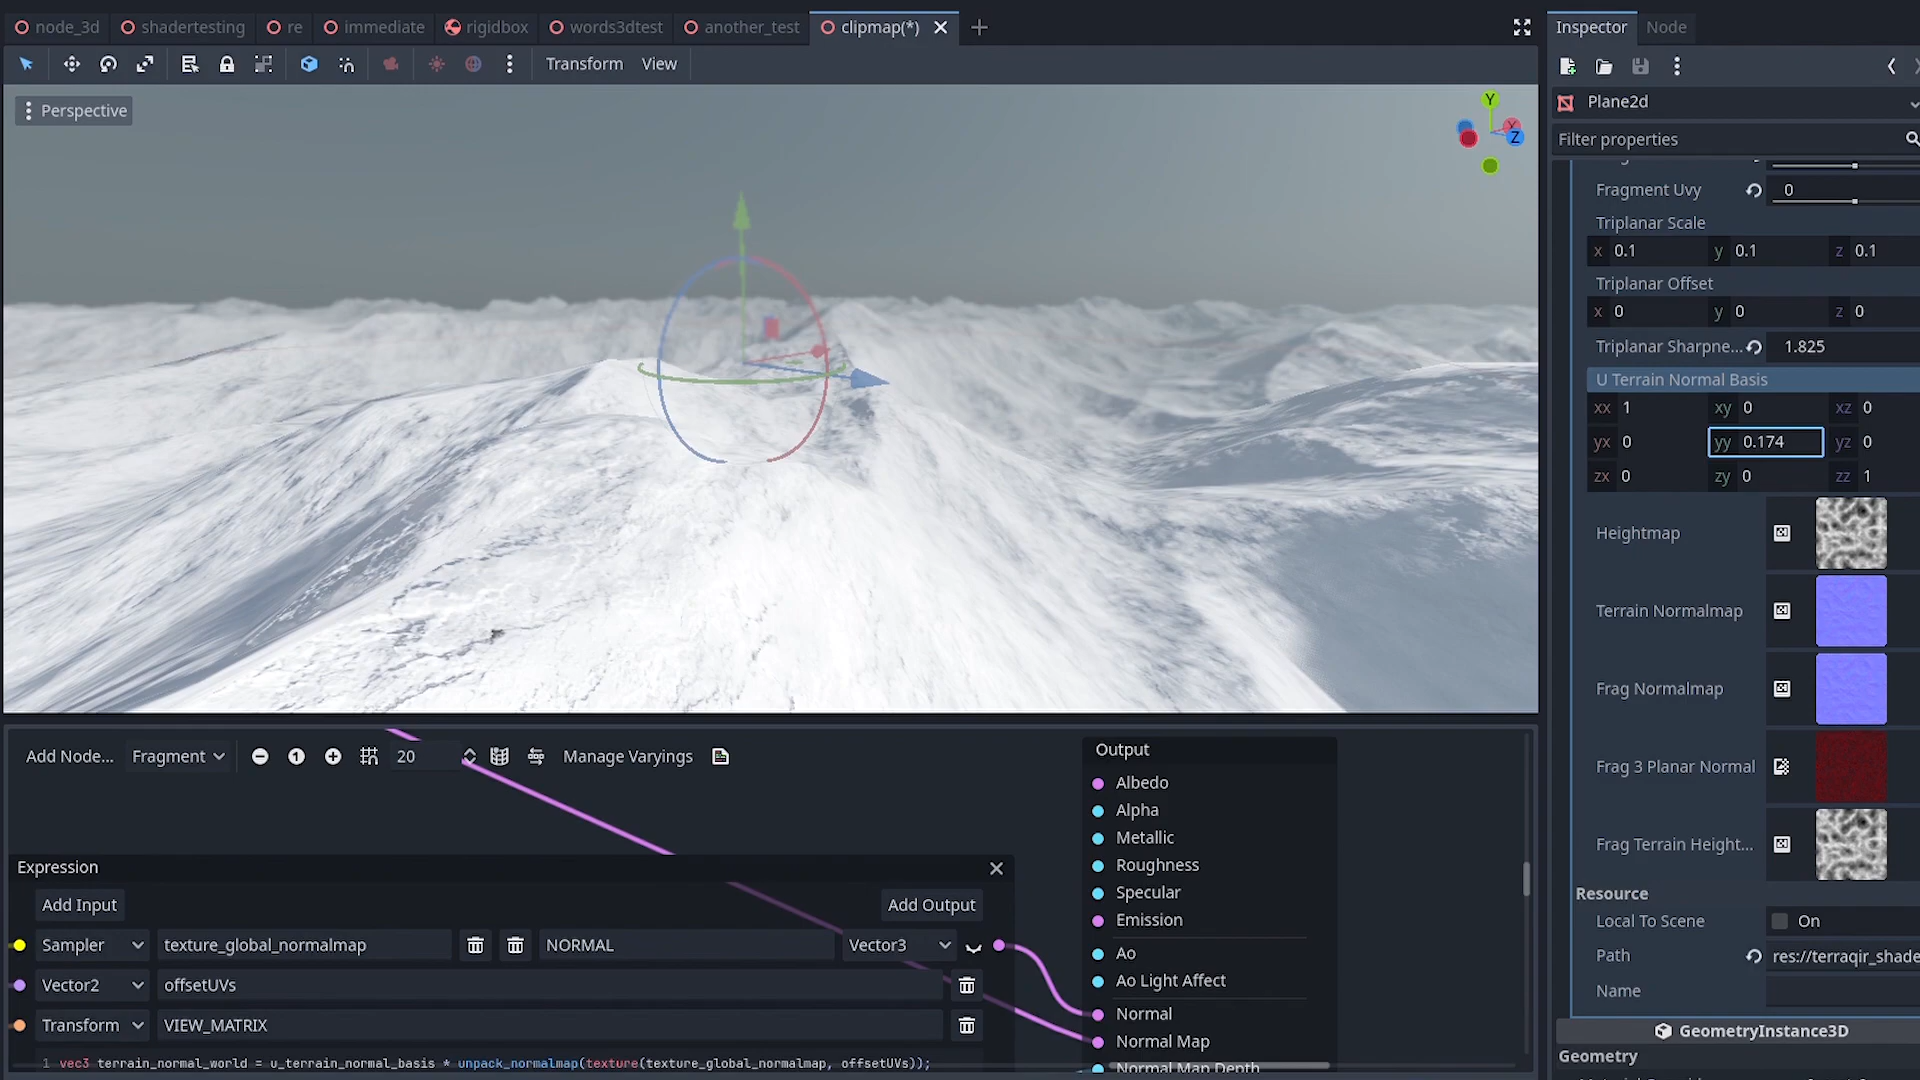 node_3d shadertesting re immediate rigidbox words3dtest another_test clipmap(*)
Transform View
Perspective
Y
X
Z
Inspector Node
Plane2d
Filter properties
Fragment Uvy 0
Triplanar Scale
x 0.1 y 0.1 z 0.1
Triplanar Offset
x 0 y 0 z 0
Triplanar Sharpne... 1.825
U Terrain Normal Basis
xx 1 xy 0 xz 0
yx 0 yy 0.174 yz 0
zx 0 zy 0 zz 1
Heightmap
Terrain Normalmap
Frag Normalmap
Frag 3 Planar Normal
Frag Terrain Height...
Resource
Local To Scene On
Path res://terraqir_shade
Name
GeometryInstance3D
Geometry
Add Node... Fragment 1 20 Manage Varyings
Expression
Add Input Add Output
Sampler texture_global_normalmap NORMAL Vector3
Vector2 offsetUVs
Transform VIEW_MATRIX
1 vec3 terrain_normal_world = u_terrain_normal_basis * unpack_normalmap(texture(texture_global_normalmap, offsetUVs));
Output
Albedo
Alpha
Metallic
Roughness
Specular
Emission
Ao
Ao Light Affect
Normal
Normal Map
Normal Map Depth